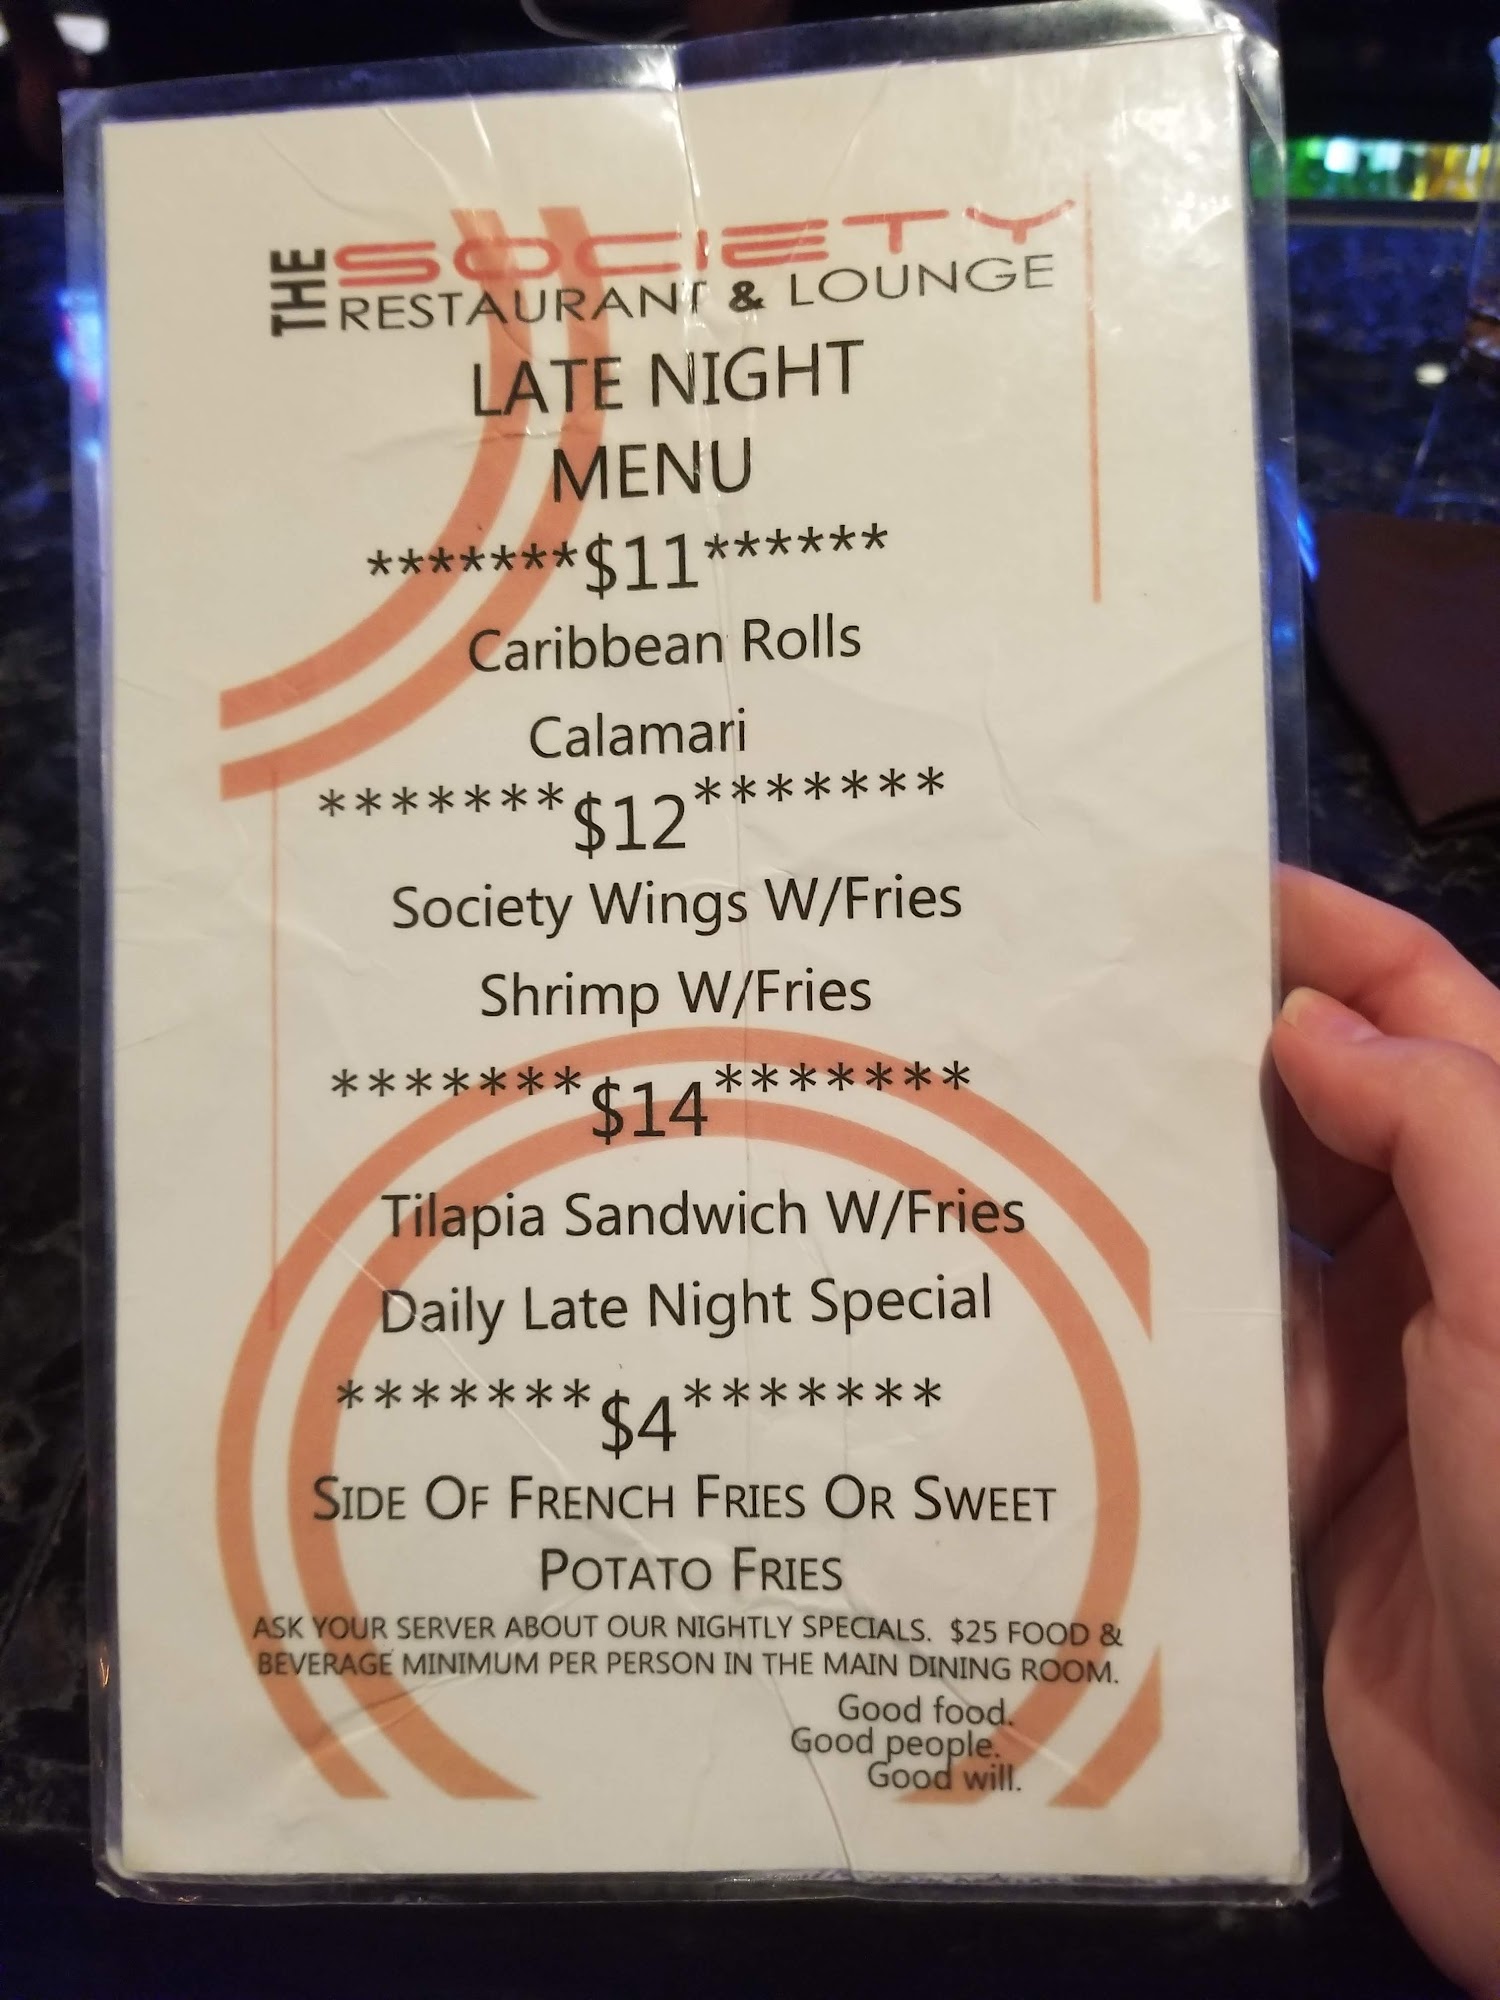 THE SOCIETY
RESTAURANT & LOUNGE
LATE NIGHT
MENU
*******$11******
Caribbean Rolls
Calamari
*******$12*******
Society Wings W/Fries
Shrimp W/Fries
*******$14*******
Tilapia Sandwich W/Fries
Daily Late Night Special
*******$4*******
SIDE OF FRENCH FRIES OR SWEET
POTATO FRIES
ASK YOUR SERVER ABOUT OUR NIGHTLY SPECIALS. $25 FOOD &
BEVERAGE MINIMUM PER PERSON IN THE MAIN DINING ROOM.
Good food.
Good people.
Good will.